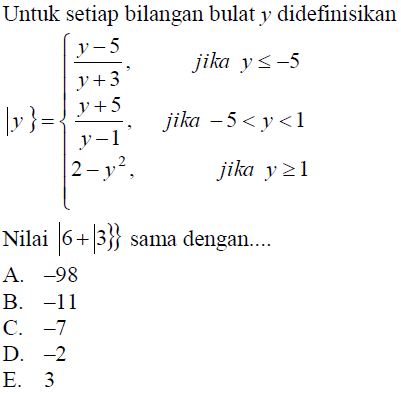 Untuk setiap bilangan bulat y didefinisikan
|y} = { (y – 5)/(y + 3), jika y ≤ –5
(y + 5)/(y – 1), jika –5 < y < 1
2 – y², jika y ≥ 1
Nilai |6 + |3}} sama dengan....
A. –98
B. –11
C. –7
D. –2
E. 3